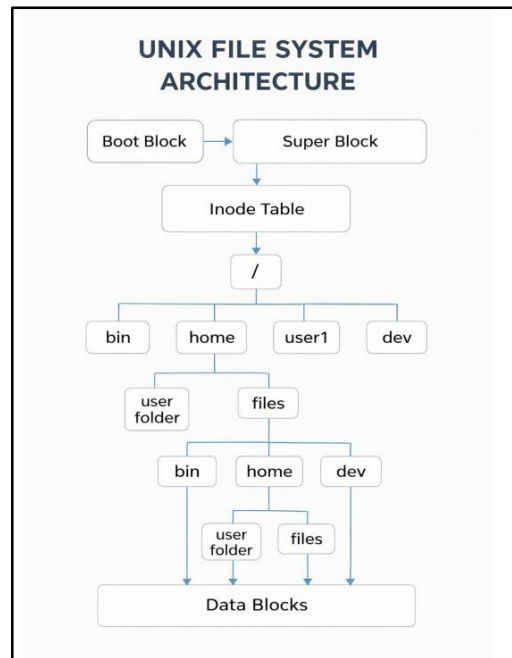 UNIX FILE SYSTEM
ARCHITECTURE
Boot Block
Super Block
Inode Table
/
bin
home
user1
dev
user
folder
files
bin
home
dev
user
folder
files
Data Blocks